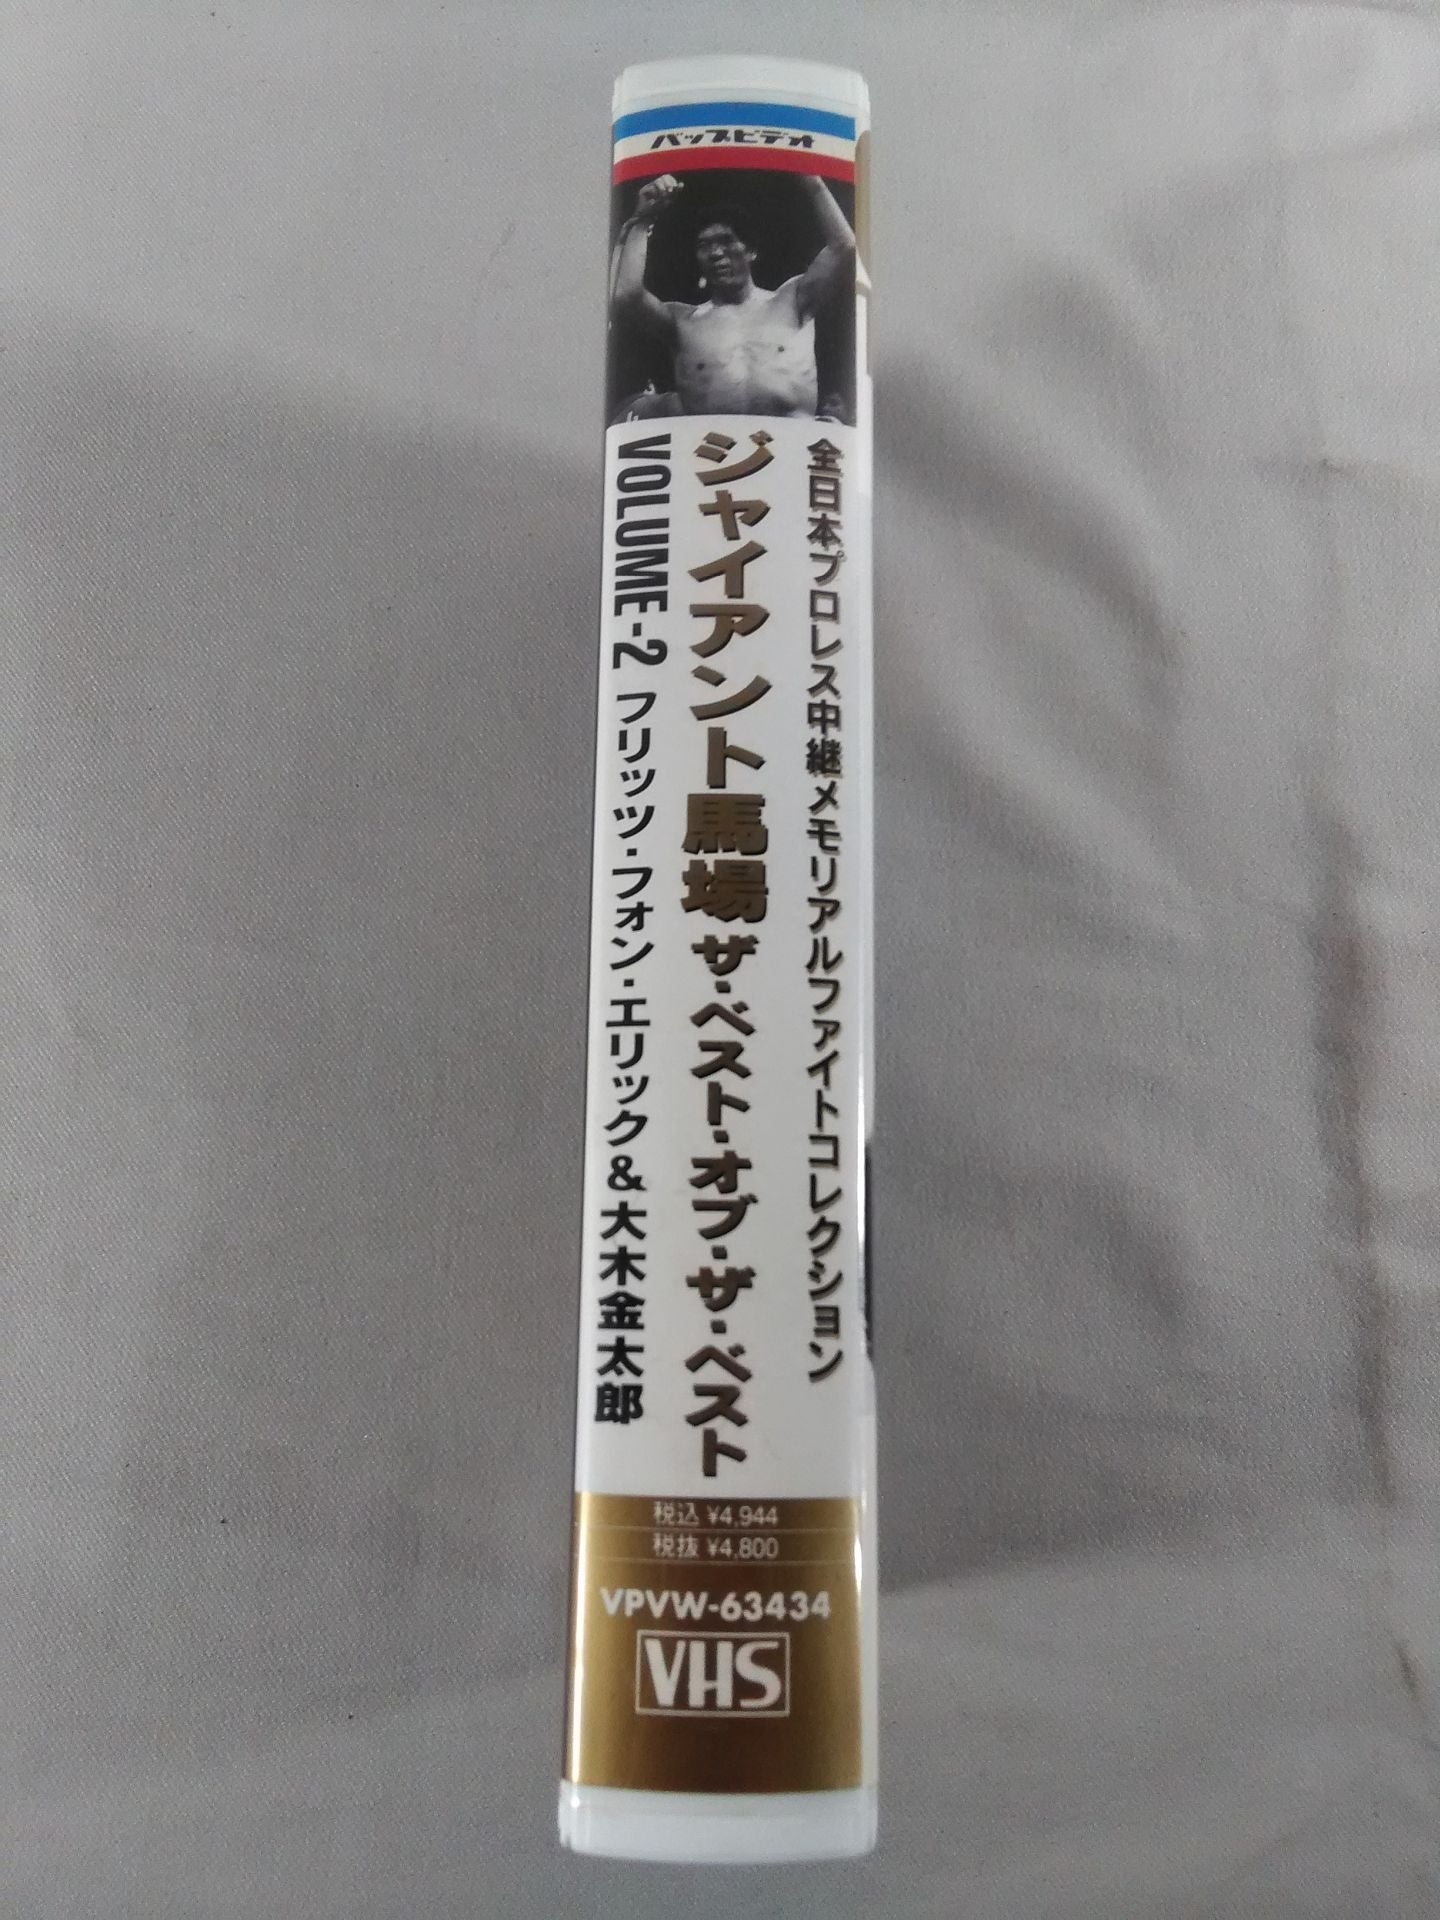 バップビデオ
全日本プロレス中継メモリアルファイトコレクション
ジャイアント馬場 ザ・ベスト・オブ・ザ・ベスト
VOLUME-2 フリッツ・フォン・エリック&大木金太郎
税込 ¥4,944
税抜 ¥4,800
VPVW-63434
VHS